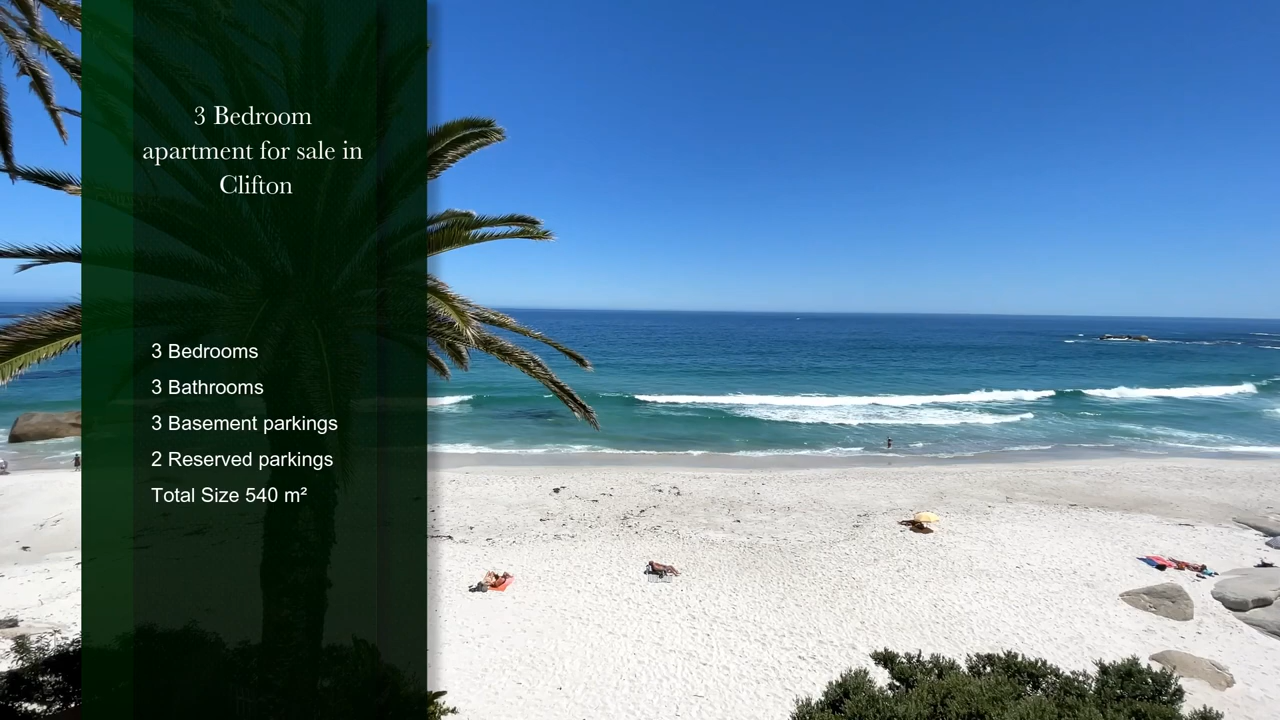 3 Bedroom
apartment for sale in
Clifton
3 Bedrooms
3 Bathrooms
3 Basement parkings
2 Reserved parkings
Total Size 540 m²